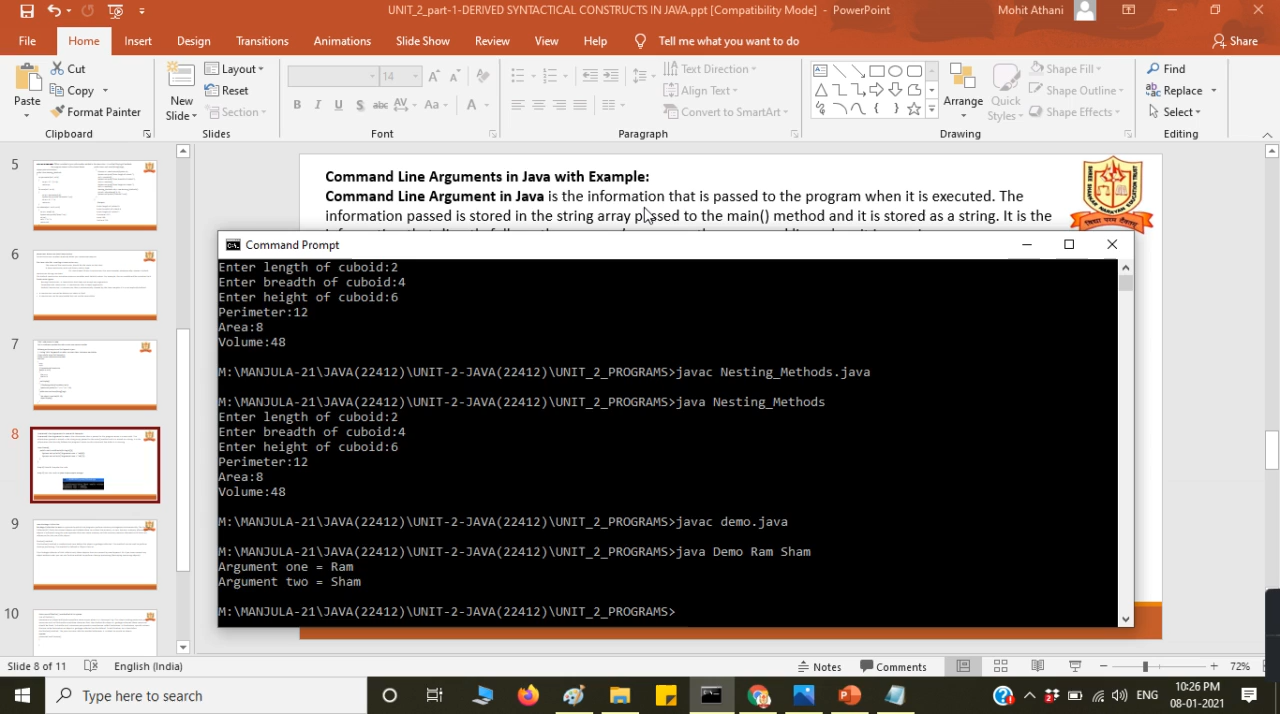 UNIT_2_part-1-DERIVED SYNTACTICAL CONSTRUCTS IN JAVA.ppt [Compatibility Mode] - PowerPoint
Mohit Athani
File Home Insert Design Transitions Animations Slide Show Review View Help Tell me what you want to do Share
Paste
Cut
Copy
Format Painter
Clipboard
New Slide
Layout
Reset
Section
Slides
14
Font
Text Direction
Align Text
Convert to SmartArt
Paragraph
Arrange
Quick Styles
Shape Fill
Shape Outline
Shape Effects
Drawing
Find
Replace
Select
Editing
5
6
7
8
9
10
Command Line Argument in Java with Example:
Command Line Argument in Java is the information that is passed to the program when it is executed. The
information passed is stored in the string array passed to the main() method and it is stored as a string. It is the
Command Prompt
Enter length of cuboid:2
Enter breadth of cuboid:4
Enter height of cuboid:6
Perimeter:12
Area:8
Volume:48
M:\MANJULA-21\JAVA(22412)\UNIT-2-JAVA(22412)\UNIT_2_PROGRAMS>javac Nesting_Methods.java
M:\MANJULA-21\JAVA(22412)\UNIT-2-JAVA(22412)\UNIT_2_PROGRAMS>java Nesting_Methods
Enter length of cuboid:2
Enter breadth of cuboid:4
Enter height of cuboid:6
Perimeter:12
Area:8
Volume:48
M:\MANJULA-21\JAVA(22412)\UNIT-2-JAVA(22412)\UNIT_2_PROGRAMS>javac demo.java
M:\MANJULA-21\JAVA(22412)\UNIT-2-JAVA(22412)\UNIT_2_PROGRAMS>java Demo Ram Sham
Argument one = Ram
Argument two = Sham
M:\MANJULA-21\JAVA(22412)\UNIT-2-JAVA(22412)\UNIT_2_PROGRAMS>
Slide 8 of 11 English (India) Notes Comments 72%
Type here to search
ENG
10:26 PM
08-01-2021